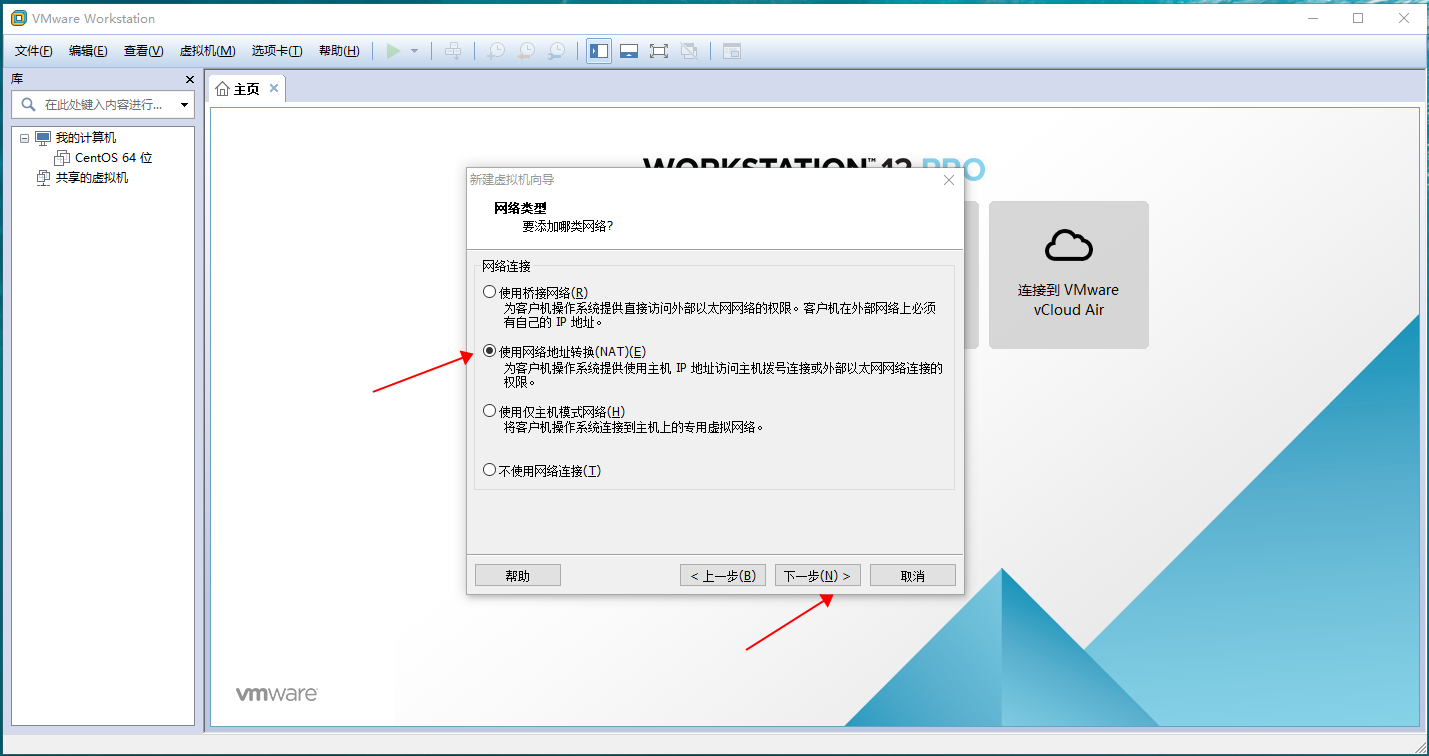 VMware Workstation
文件(F) 编辑(E) 查看(V) 虚拟机(M) 选项卡(T) 帮助(H)
库
在此处键入内容进行...
我的计算机
CentOS 64 位
共享的虚拟机
主页
WORKSTATION™ 12 PRO
新建虚拟机向导
网络类型
要添加哪类网络?
网络连接
使用桥接网络(R)
为客户机操作系统提供直接访问外部以太网网络的权限。客户机在外部网络上必须
有自己的 IP 地址。
使用网络地址转换(NAT)(E)
为客户机操作系统提供使用主机 IP 地址访问主机拨号连接或外部以太网网络连接的
权限。
使用仅主机模式网络(H)
将客户机操作系统连接到主机上的专用虚拟网络。
不使用网络连接(T)
帮助
< 上一步(B)
下一步(N) >
取消
连接到 VMware
vCloud Air
vmware